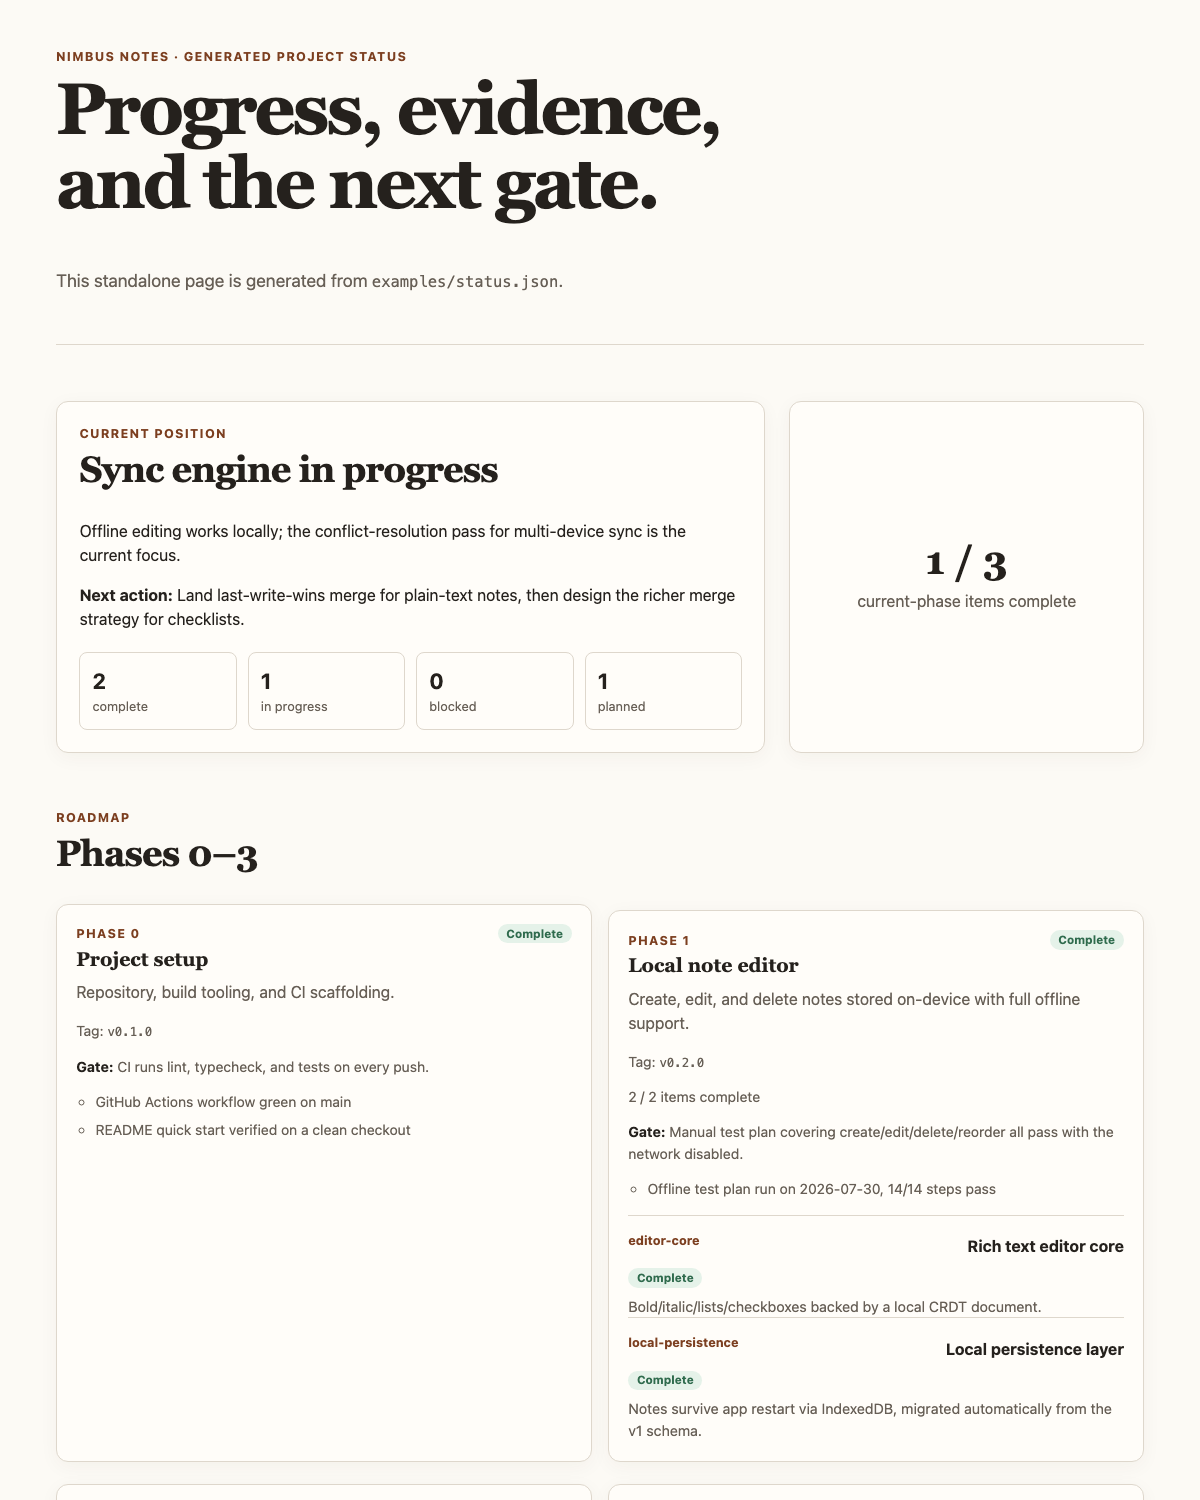 NIMBUS NOTES · GENERATED PROJECT STATUS
Progress, evidence,
and the next gate.
This standalone page is generated from examples/status.json.
CURRENT POSITION
Sync engine in progress
Offline editing works locally; the conflict-resolution pass for multi-device sync is the
current focus.
Next action: Land last-write-wins merge for plain-text notes, then design the richer merge
strategy for checklists.
2
complete
1
in progress
0
blocked
1
planned
1 / 3
current-phase items complete
ROADMAP
Phases 0–3
PHASE 0
Complete
Project setup
Repository, build tooling, and CI scaffolding.
Tag: v0.1.0
Gate: CI runs lint, typecheck, and tests on every push.
GitHub Actions workflow green on main
README quick start verified on a clean checkout
PHASE 1
Complete
Local note editor
Create, edit, and delete notes stored on-device with full offline
support.
Tag: v0.2.0
2 / 2 items complete
Gate: Manual test plan covering create/edit/delete/reorder all pass with the
network disabled.
Offline test plan run on 2026-07-30, 14/14 steps pass
editor-core
Rich text editor core
Complete
Bold/italic/lists/checkboxes backed by a local CRDT document.
local-persistence
Local persistence layer
Complete
Notes survive app restart via IndexedDB, migrated automatically from the
v1 schema.